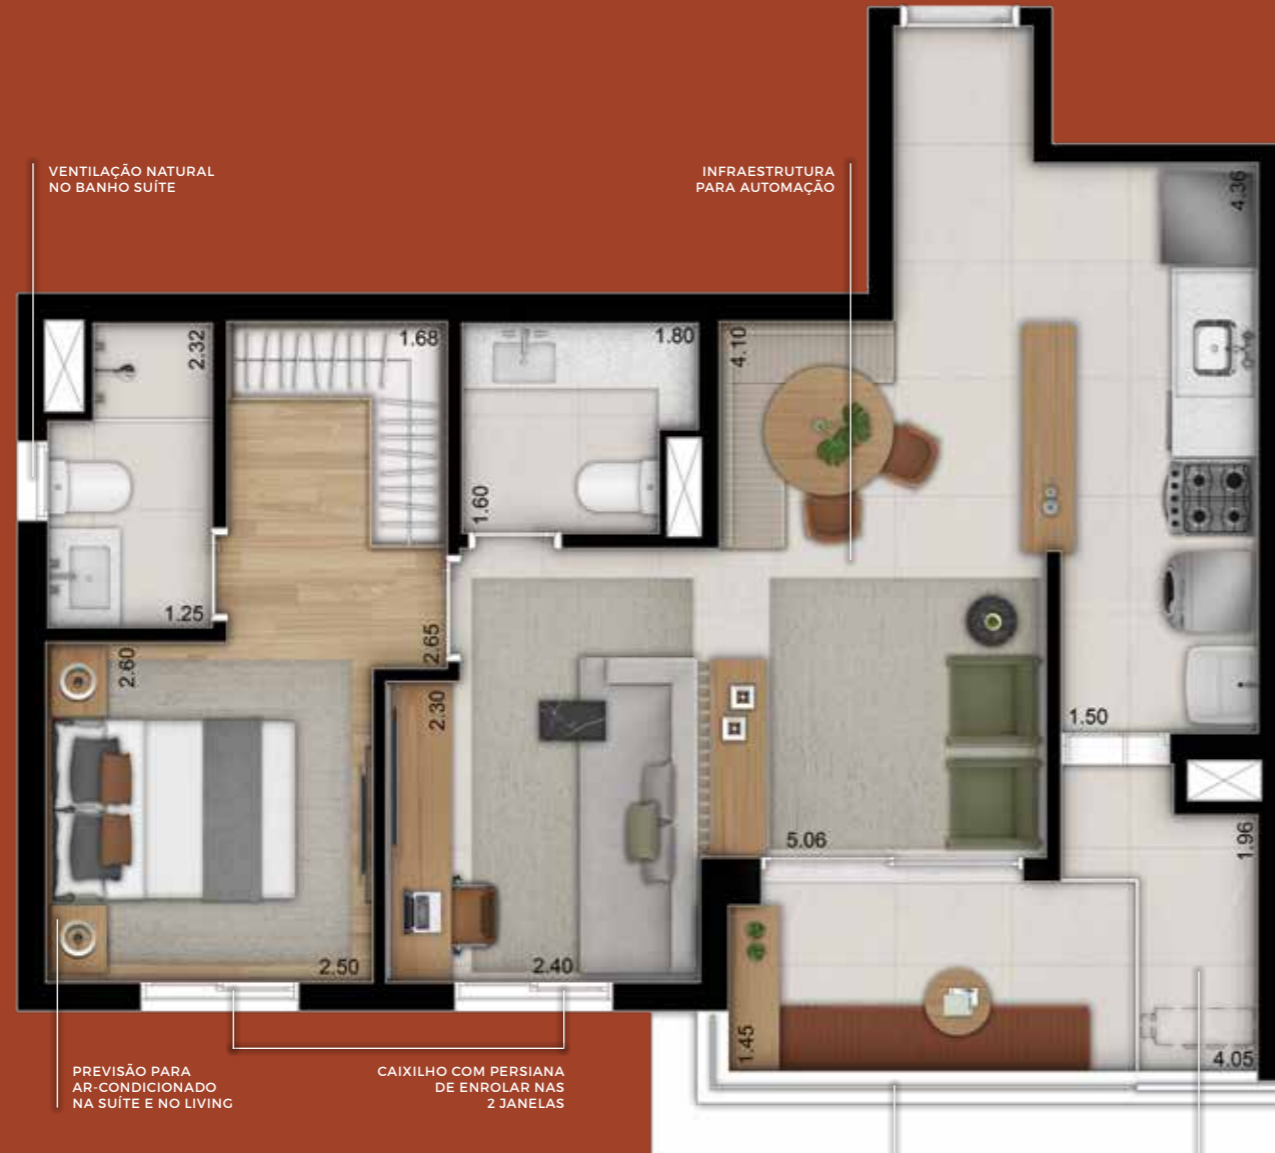 VENTILAÇÃO NATURAL
NO BANHO SUÍTE
INFRAESTRUTURA
PARA AUTOMAÇÃO
4.36
2.32
1.68
1.80
4.10
1.60
1.25
2.65
2.60
2.30
1.50
5.06
1.96
2.50
2.40
1.45
4.05
PREVISÃO PARA
AR-CONDICIONADO
NA SUÍTE E NO LIVING
CAIXILHO COM PERSIANA
DE ENROLAR NAS
2 JANELAS